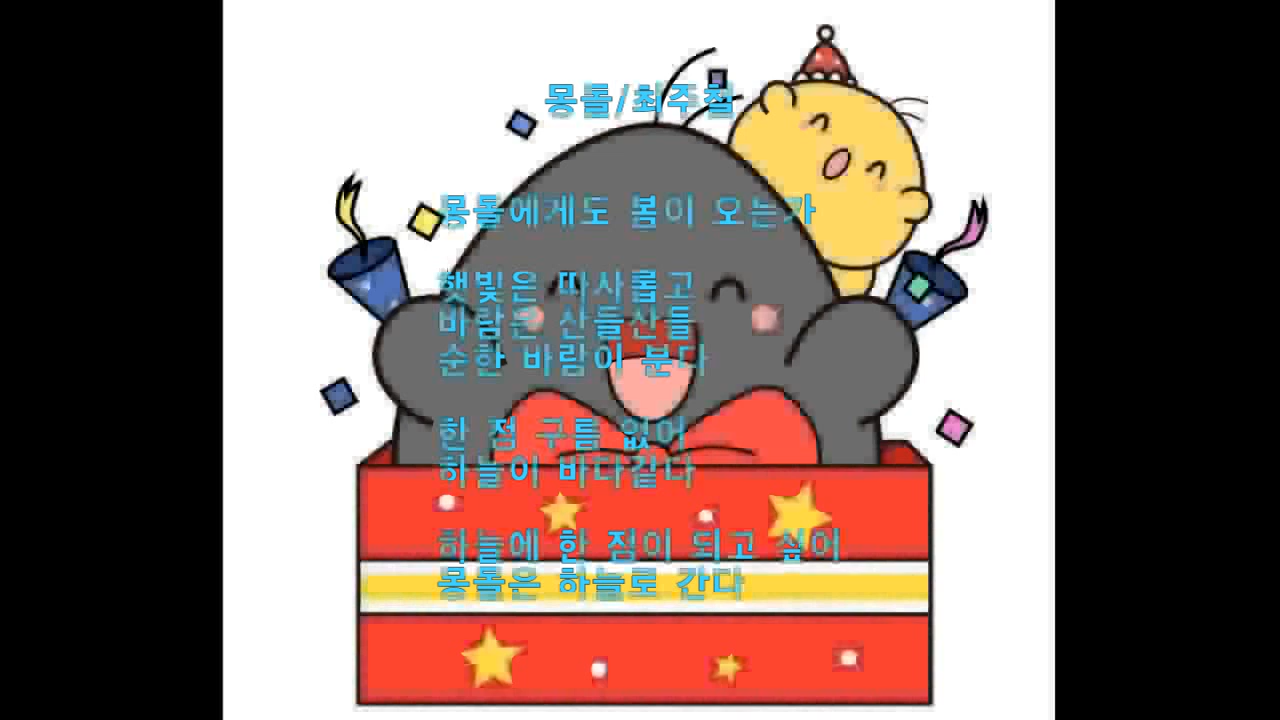 몽돌/최주철
몽돌에게도 봄이 오는가
햇빛은 따사롭고
바람은 산들산들
순한 바람이 분다
한 점 구름 없어
하늘이 바다같다
하늘에 한 점이 되고 싶어
몽돌은 하늘로 간다